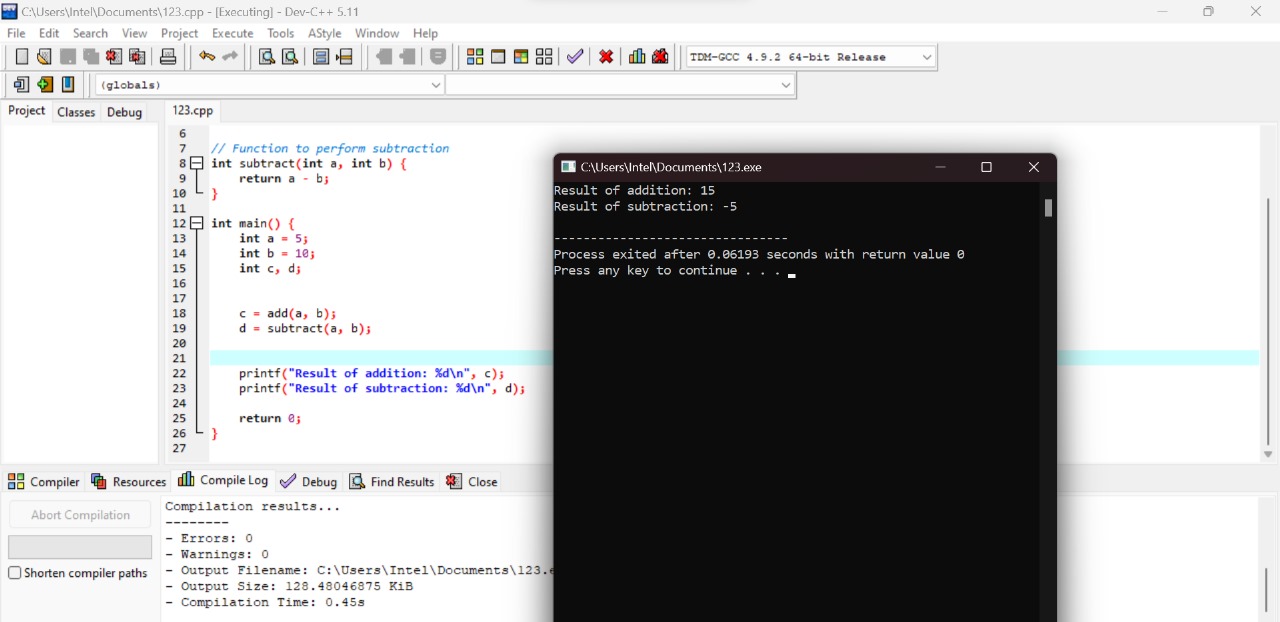 C:\Users\Intel\Documents\123.cpp - [Executing] - Dev-C++ 5.11
File Edit Search View Project Execute Tools AStyle Window Help
TDM-GCC 4.9.2 64-bit Release
(globals)
Project Classes Debug
123.cpp
6
7 // Function to perform subtraction
8 int subtract(int a, int b) {
9 return a - b;
10 }
11
12 int main() {
13 int a = 5;
14 int b = 10;
15 int c, d;
16
17
18 c = add(a, b);
19 d = subtract(a, b);
20
21
22 printf("Result of addition: %d\n", c);
23 printf("Result of subtraction: %d\n", d);
24
25 return 0;
26 }
27
C:\Users\Intel\Documents\123.exe
Result of addition: 15
Result of subtraction: -5
--------------------------------
Process exited after 0.06193 seconds with return value 0
Press any key to continue . . .
Compiler Resources Compile Log Debug Find Results Close
Abort Compilation
Shorten compiler paths
Compilation results...
--------
- Errors: 0
- Warnings: 0
- Output Filename: C:\Users\Intel\Documents\123.e
- Output Size: 128.48046875 KiB
- Compilation Time: 0.45s